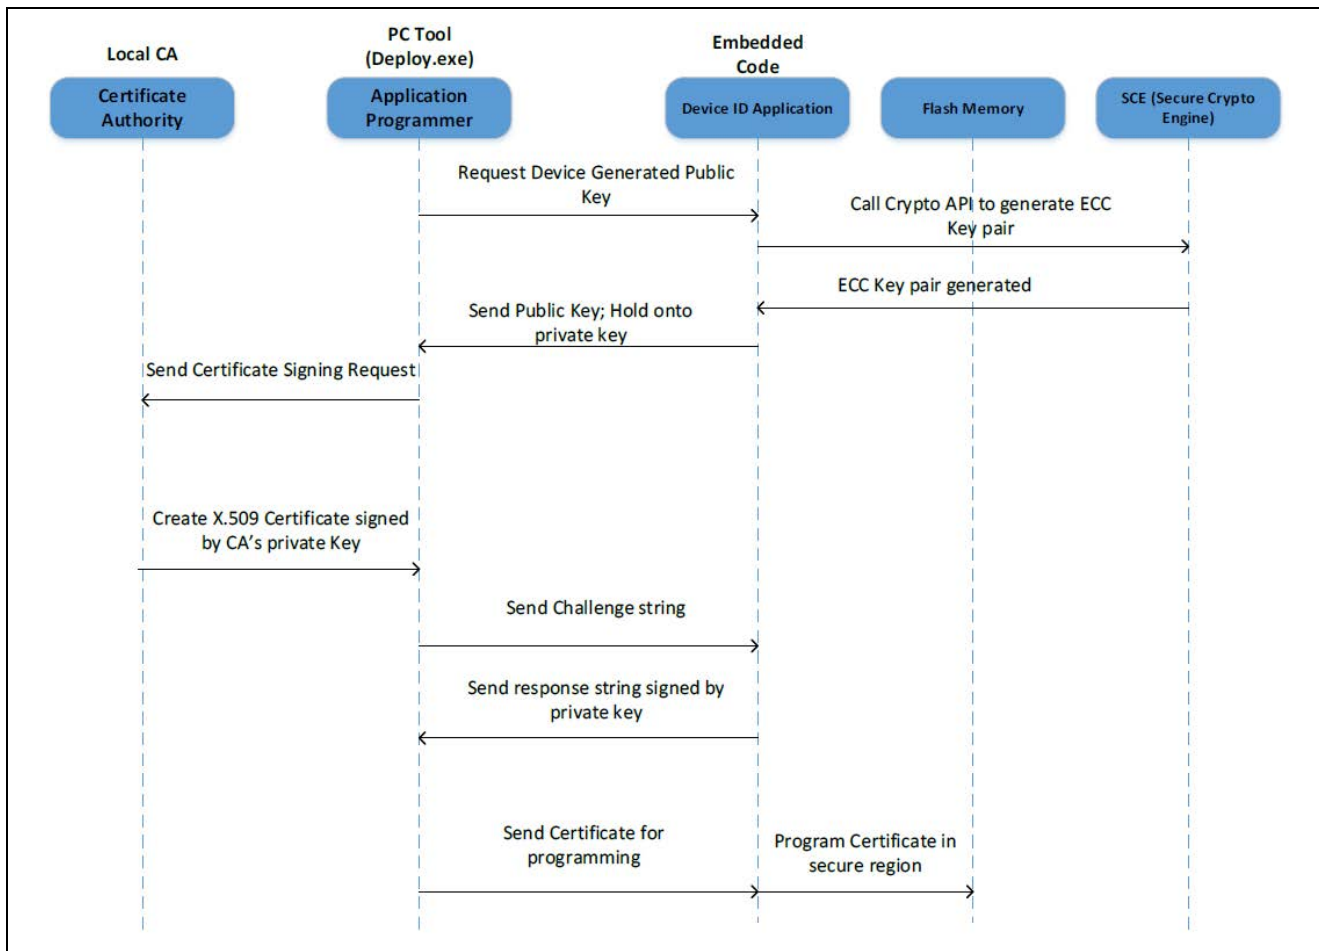 Local CA
PC Tool
(Deploy.exe)
Embedded
Code
Certificate
Authority
Application
Programmer
Device ID Application
Flash Memory
SCE (Secure Crypto
Engine)
Request Device Generated Public
Key
Call Crypto API to generate ECC
Key pair
ECC Key pair generated
Send Public Key; Hold onto
private key
Send Certificate Signing Request
Create X.509 Certificate signed
by CA's private Key
Send Challenge string
Send response string signed by
private key
Send Certificate for
programming
Program Certificate in
secure region